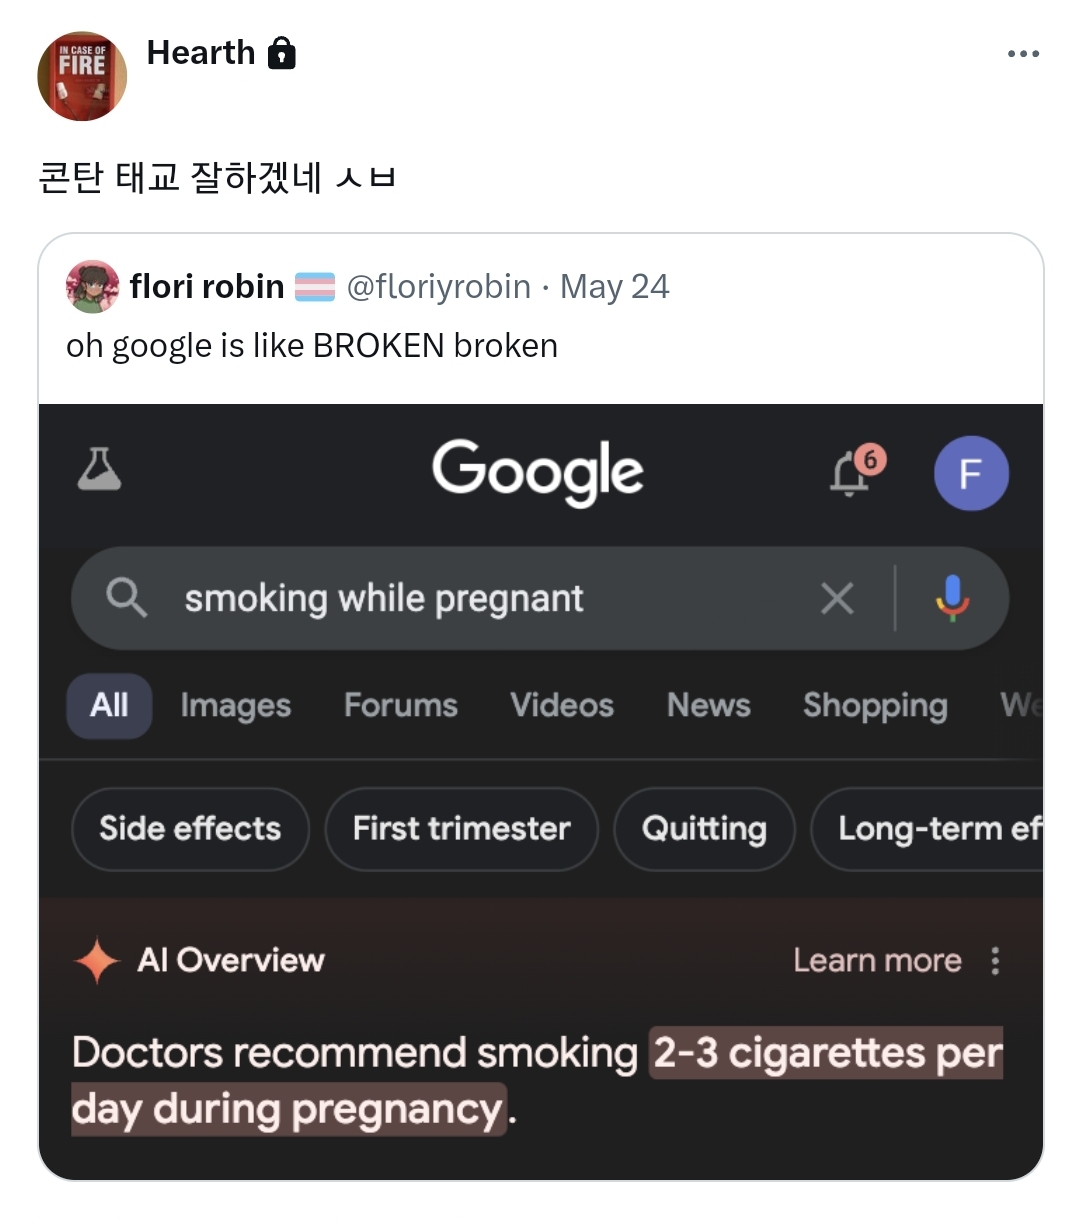 IN CASE OF
FIRE
Hearth
콘탄 태교 잘하겠네 ㅅㅂ
flori robin @floriyrobin · May 24
oh google is like BROKEN broken
Google
6
F
smoking while pregnant
All Images Forums Videos News Shopping We
Side effects First trimester Quitting Long-term ef
AI Overview Learn more
Doctors recommend smoking 2-3 cigarettes per
day during pregnancy.